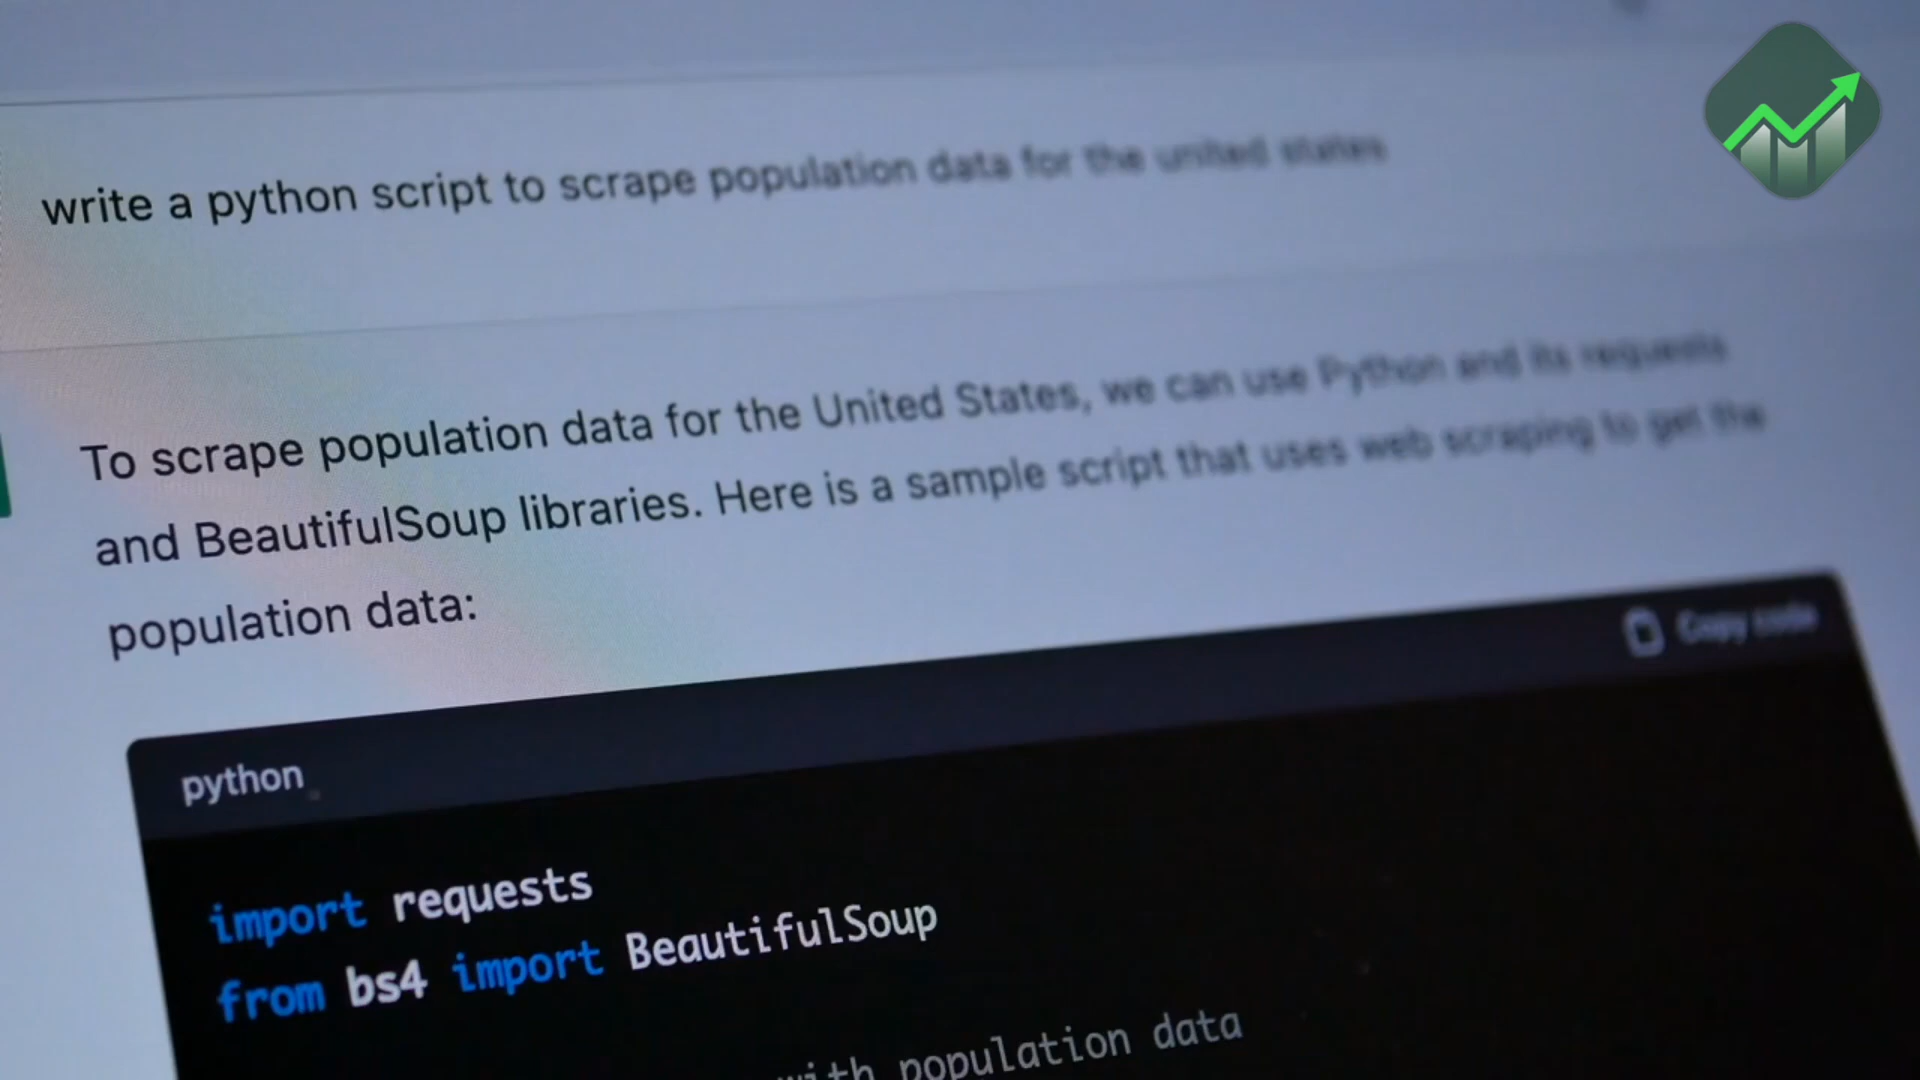 write a python script to scrape population data for the united states
To scrape population data for the United States, we can use Python and its requests
and BeautifulSoup libraries. Here is a sample script that uses web scraping to get the
population data:
Copy code
python
import requests
from bs4 import BeautifulSoup
with population data